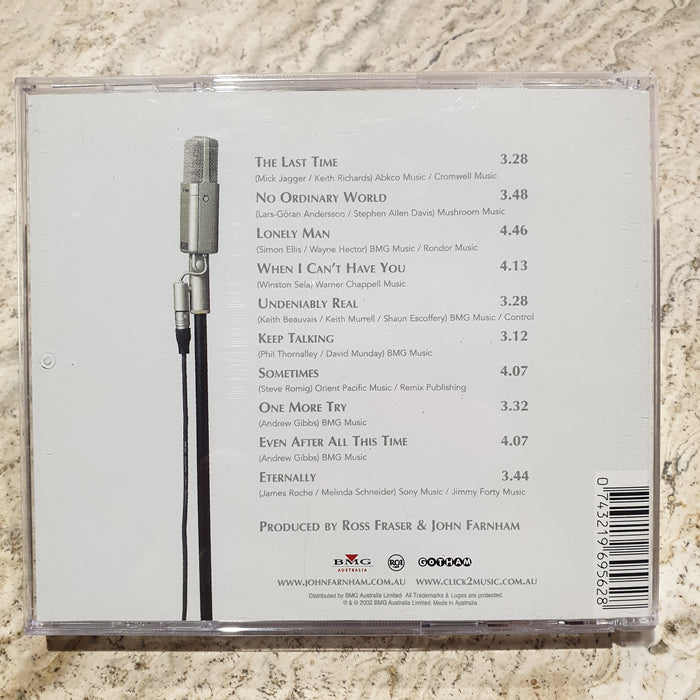 THE LAST TIME 3.28
(Mick Jagger / Keith Richards) Abkco Music / Cromwell Music
NO ORDINARY WORLD 3.48
(Lars-Göran Andersson / Stephen Allen Davis) Mushroom Music
LONELY MAN 4.46
(Simon Ellis / Wayne Hector) BMG Music / Rondor Music
WHEN I CAN'T HAVE YOU 4.13
(Winston Sela) Warner Chappell Music
UNDENIABLY REAL 3.28
(Keith Beauvais / Keith Murrell / Shaun Escoffery) BMG Music / Control
KEEP TALKING 3.12
(Phil Thornalley / David Munday) BMG Music
SOMETIMES 4.07
(Steve Romig) Orient Pacific Music / Remix Publishing
ONE MORE TRY 3.32
(Andrew Gibbs) BMG Music
EVEN AFTER ALL THIS TIME 4.07
(Andrew Gibbs) BMG Music
ETERNALLY 3.44
(James Roche / Melinda Schneider) Sony Music / Jimmy Forty Music
PRODUCED BY ROSS FRASER & JOHN FARNHAM
BMG RCA GOTHAM
AUSTRALIA
WWW.JOHNFARNHAM.COM.AU WWW.CLICK2MUSIC.COM.AU
Distributed by BMG Australia Limited All Trademarks & Logos are protected.
℗ & © 2002 BMG Australia Limited. Made in Australia.
0 743219 695628